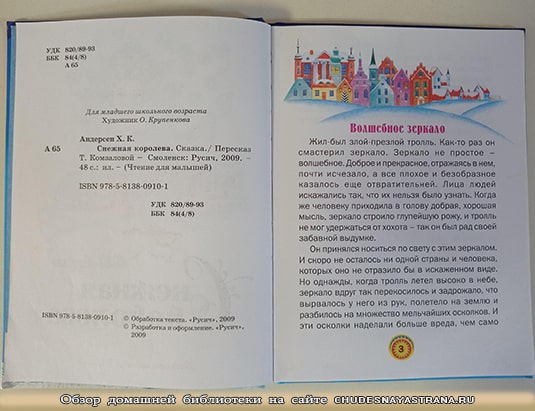 УДК 820/89-93
ББК 84(4/8)
А 65
Для младшего школьного возраста
Художник О. Крупенкова
Андерсен Х. К.
А 65 Снежная королева. Сказка./ Пересказ
Т. Комзаловой – Смоленск: Русич, 2009. –
48 с.: ил. – (Чтение для малышей)
ISBN 978-5-8138-0910-1
УДК 820/89-93
ББК 84(4/8)
ISBN 978-5-8138-0910-1
© Обработка текста. «Русич», 2009
© Разработка и оформление. «Русич»,
2009
Волшебное зеркало
Жил-был злой-презлой тролль. Как-то раз он
смастерил зеркало. Зеркало не простое –
волшебное. Доброе и прекрасное, отражаясь в нем,
почти исчезало, а все плохое и безобразное
казалось еще отвратительней. Лица людей
искажались так, что их нельзя было узнать. Когда
же человеку приходила в голову добрая, хорошая
мысль, зеркало строило глупейшую рожу, и тролль
не мог удержаться от хохота – так он был рад своей
забавной выдумке.
Он принялся носиться по свету с этим зеркалом.
И скоро не осталось ни одной страны и человека,
которых оно не отразило бы в искаженном виде.
Но однажды, когда тролль летел высоко в небе,
зеркало вдруг так перекосилось и задрожало, что
вырвалось у него из рук, полетело на землю и
разбилось на множество мельчайших осколков. И
эти осколки наделали больше вреда, чем само
3
Обзор домашней библиотеки на сайте CHUDESNAYASTRANA.RU